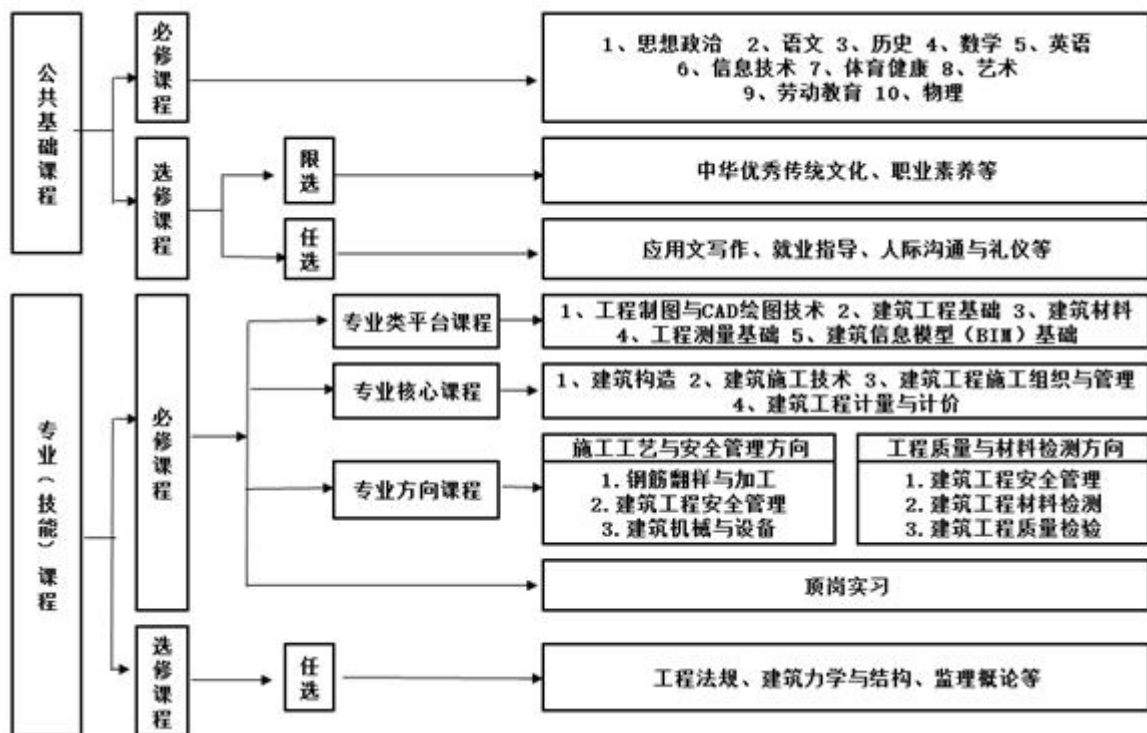 公共基础课程
必修课程
1、思想政治 2、语文 3、历史 4、数学 5、英语
6、信息技术 7、体育健康 8、艺术
9、劳动教育 10、物理
选修课程
限选
中华优秀传统文化、职业素养等
任选
应用文写作、就业指导、人际沟通与礼仪等
专业（技能）课程
必修课程
专业类平台课程
1、工程制图与CAD绘图技术 2、建筑工程基础 3、建筑材料
4、工程测量基础 5、建筑信息模型（BIM）基础
专业核心课程
1、建筑构造 2、建筑施工技术 3、建筑工程施工组织与管理
4、建筑工程计量与计价
专业方向课程
施工工艺与安全管理方向
1.钢筋翻样与加工
2.建筑工程安全管理
3.建筑机械与设备
工程质量与材料检测方向
1.建筑工程安全管理
2.建筑工程材料检测
3.建筑工程质量检验
顶岗实习
选修课程
任选
工程法规、建筑力学与结构、监理概论等